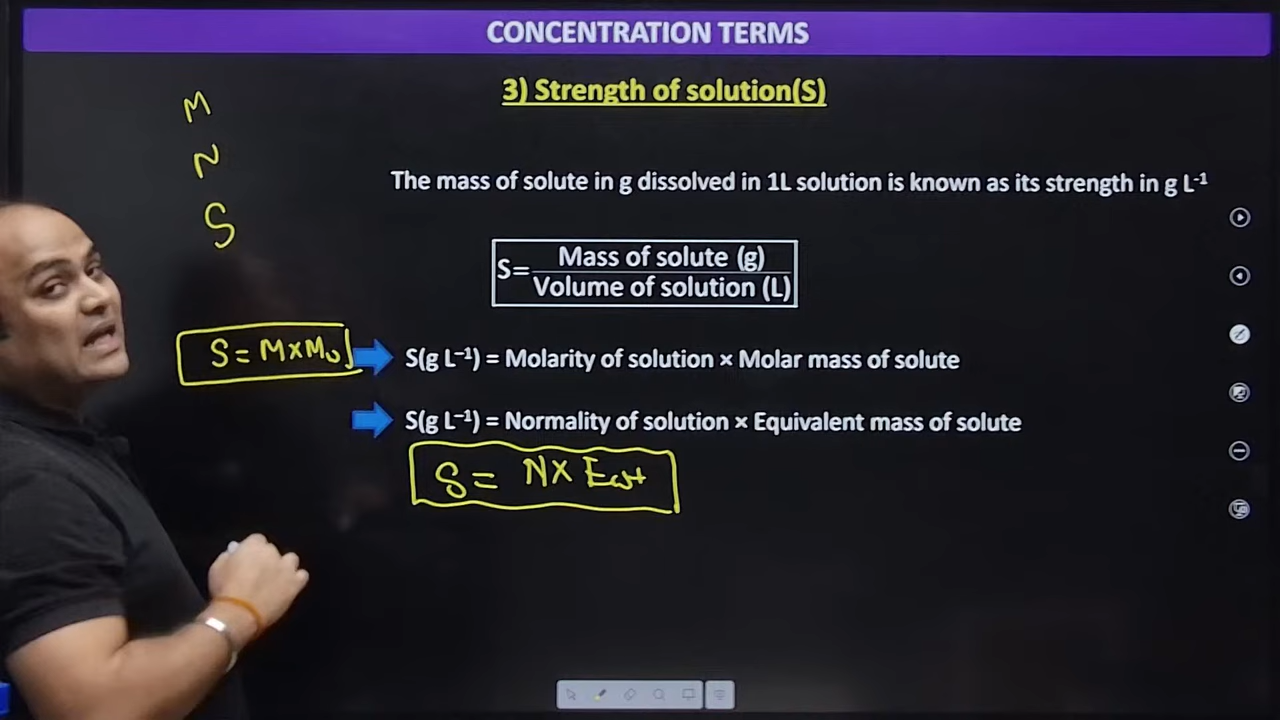 CONCENTRATION TERMS
3) Strength of solution(S)
M
N
S
The mass of solute in g dissolved in 1L solution is known as its strength in g L⁻¹
S= Mass of solute (g)
Volume of solution (L)
S = M×M₀
S(g L⁻¹) = Molarity of solution × Molar mass of solute
S(g L⁻¹) = Normality of solution × Equivalent mass of solute
S = N× Ewt